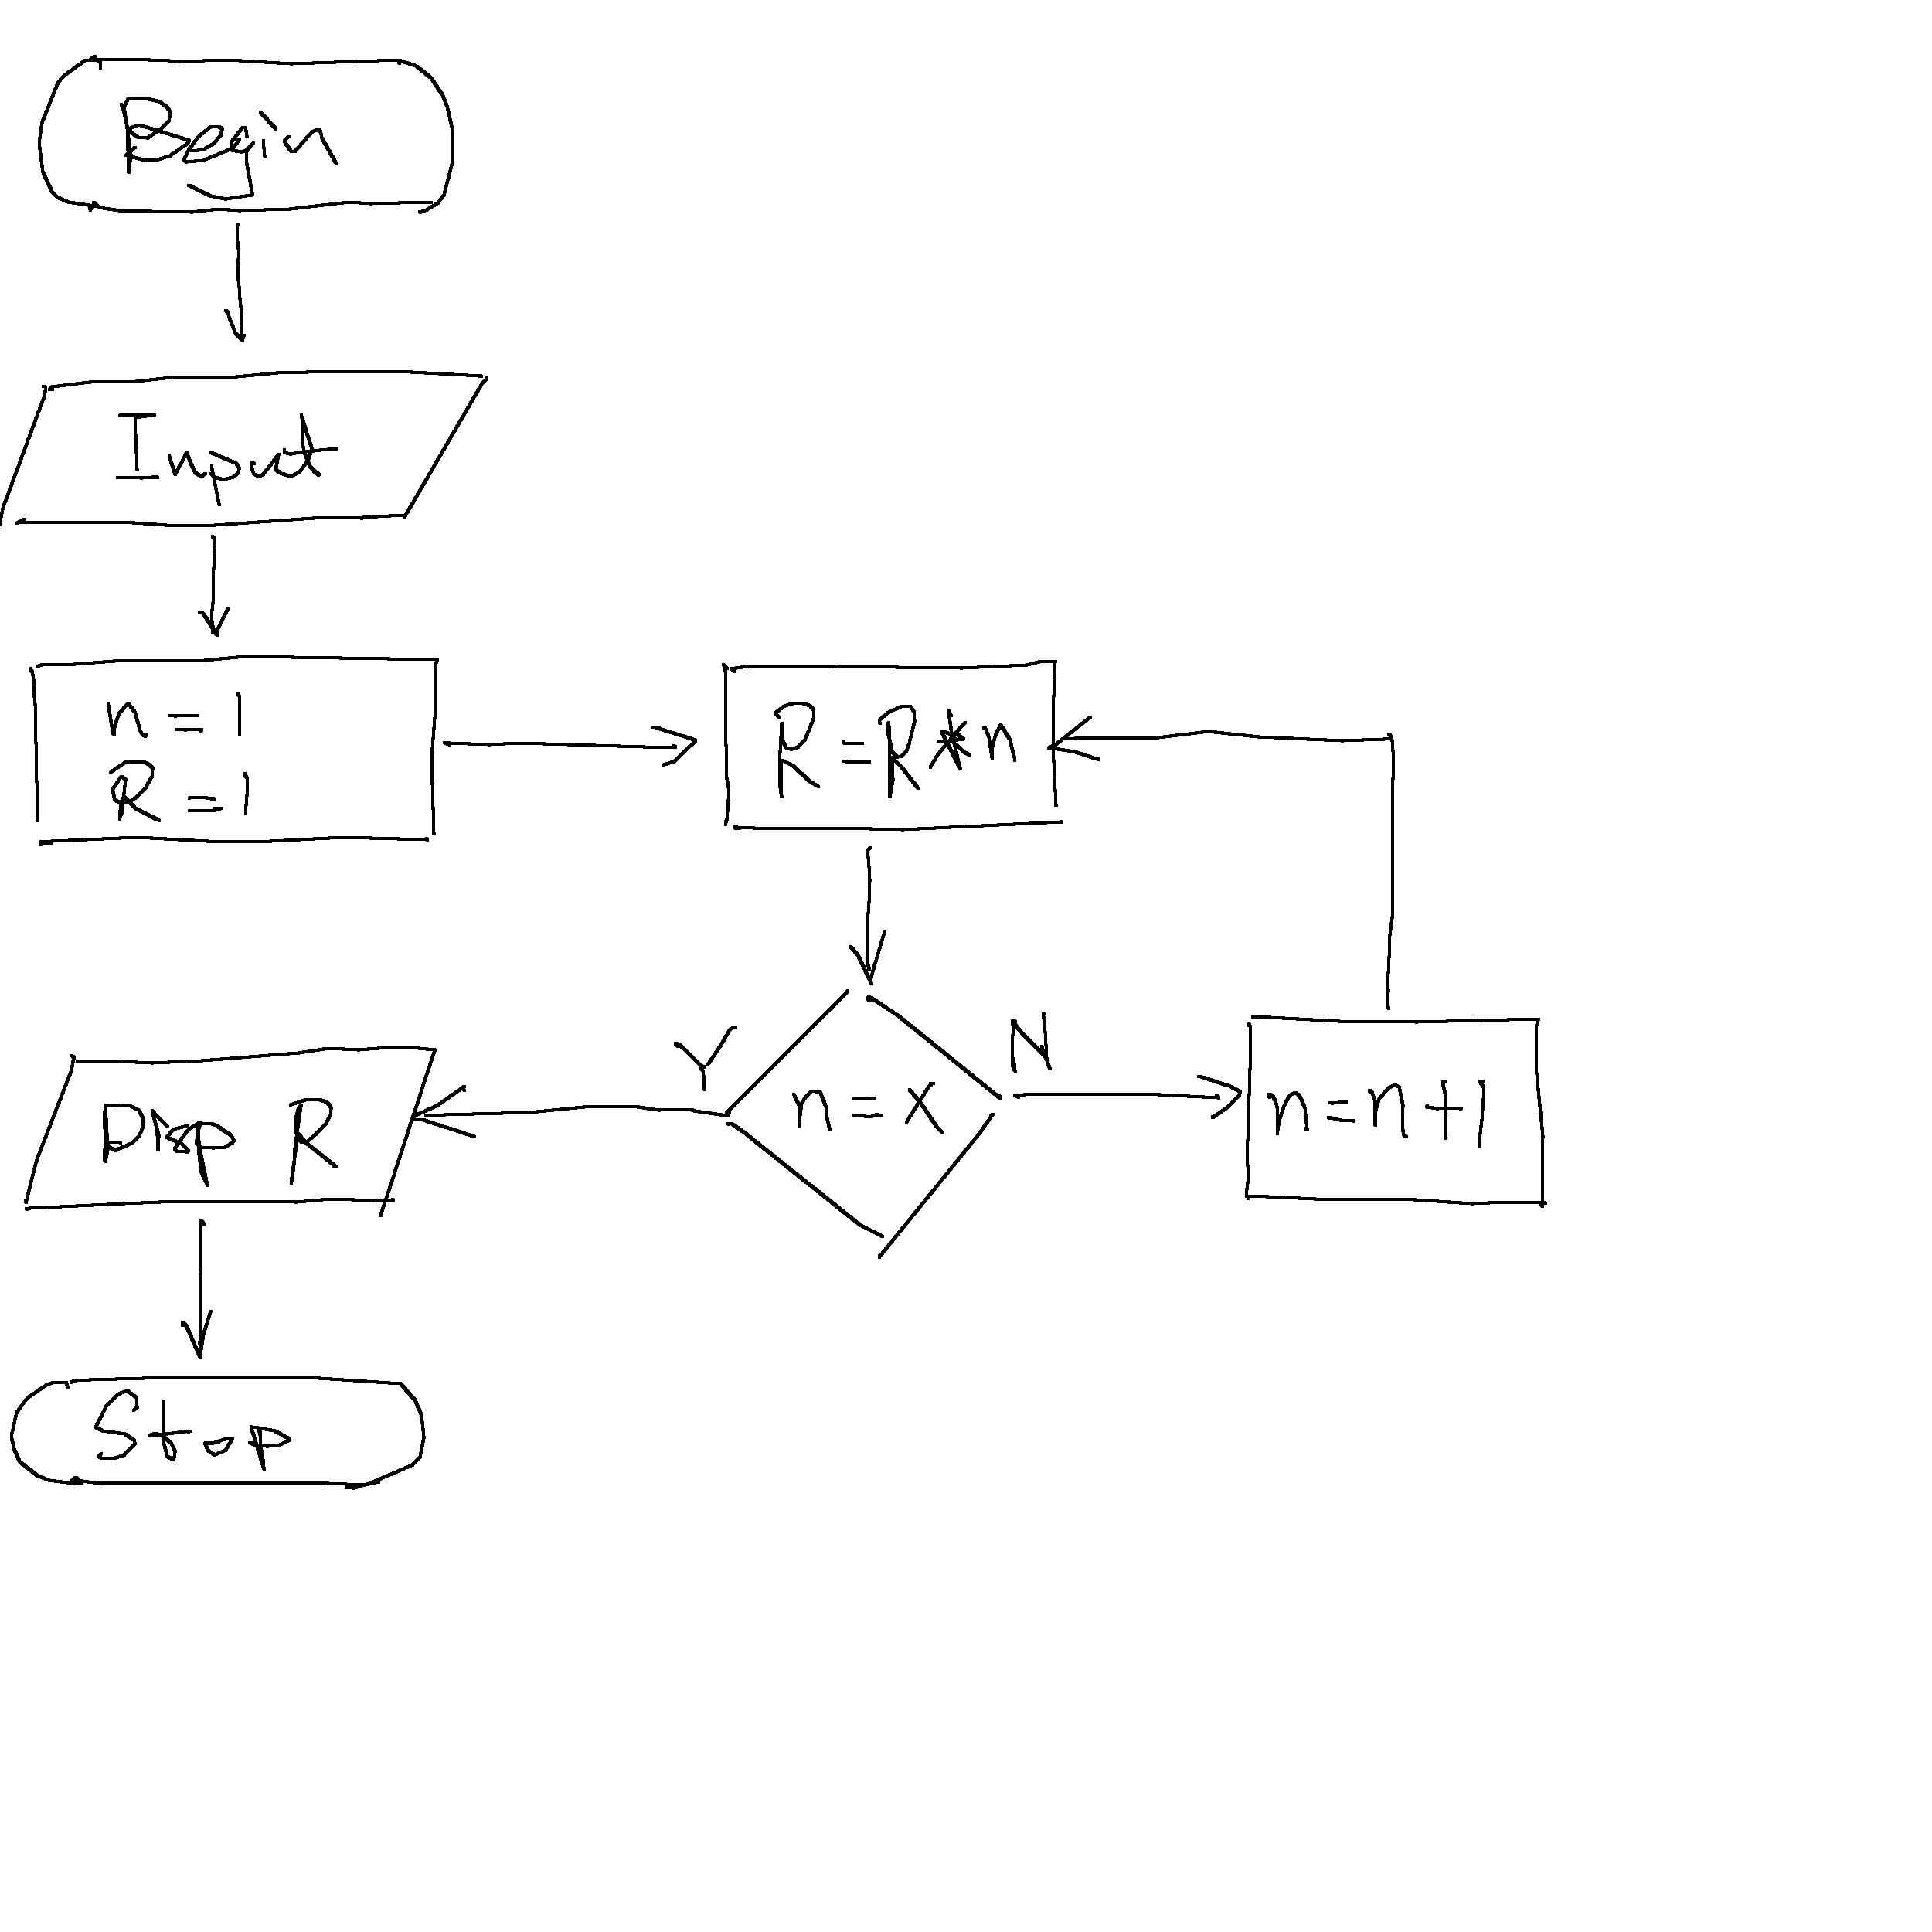 Begin
Input
n = 1
R = 1
R = R * n
n = x
Y
N
n = n + 1
Disp R
Stop